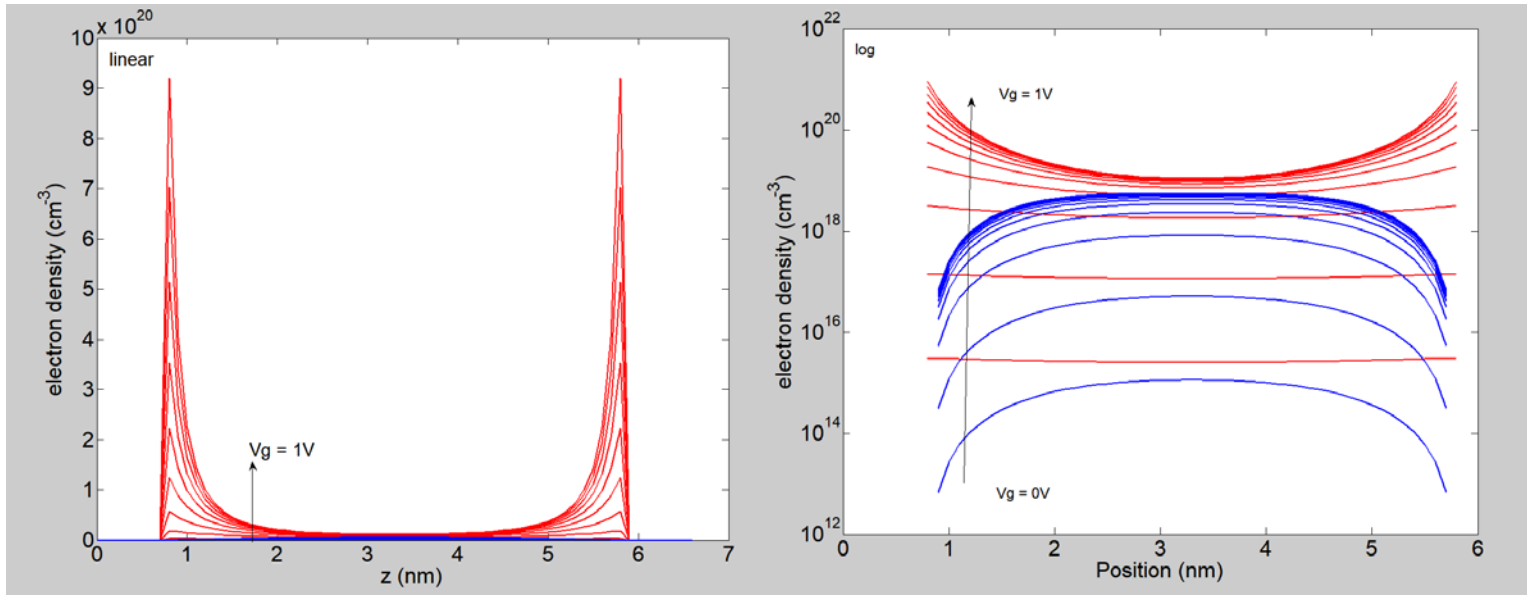 x 10^20
linear
10
9
8
7
6
5
4
3
2
1
0
electron density (cm^-3)
Vg = 1V
0 1 2 3 4 5 6 7
z (nm)
log
10^22
10^20
10^18
10^16
10^14
10^12
electron density (cm^-3)
Vg = 1V
Vg = 0V
0 1 2 3 4 5 6
Position (nm)